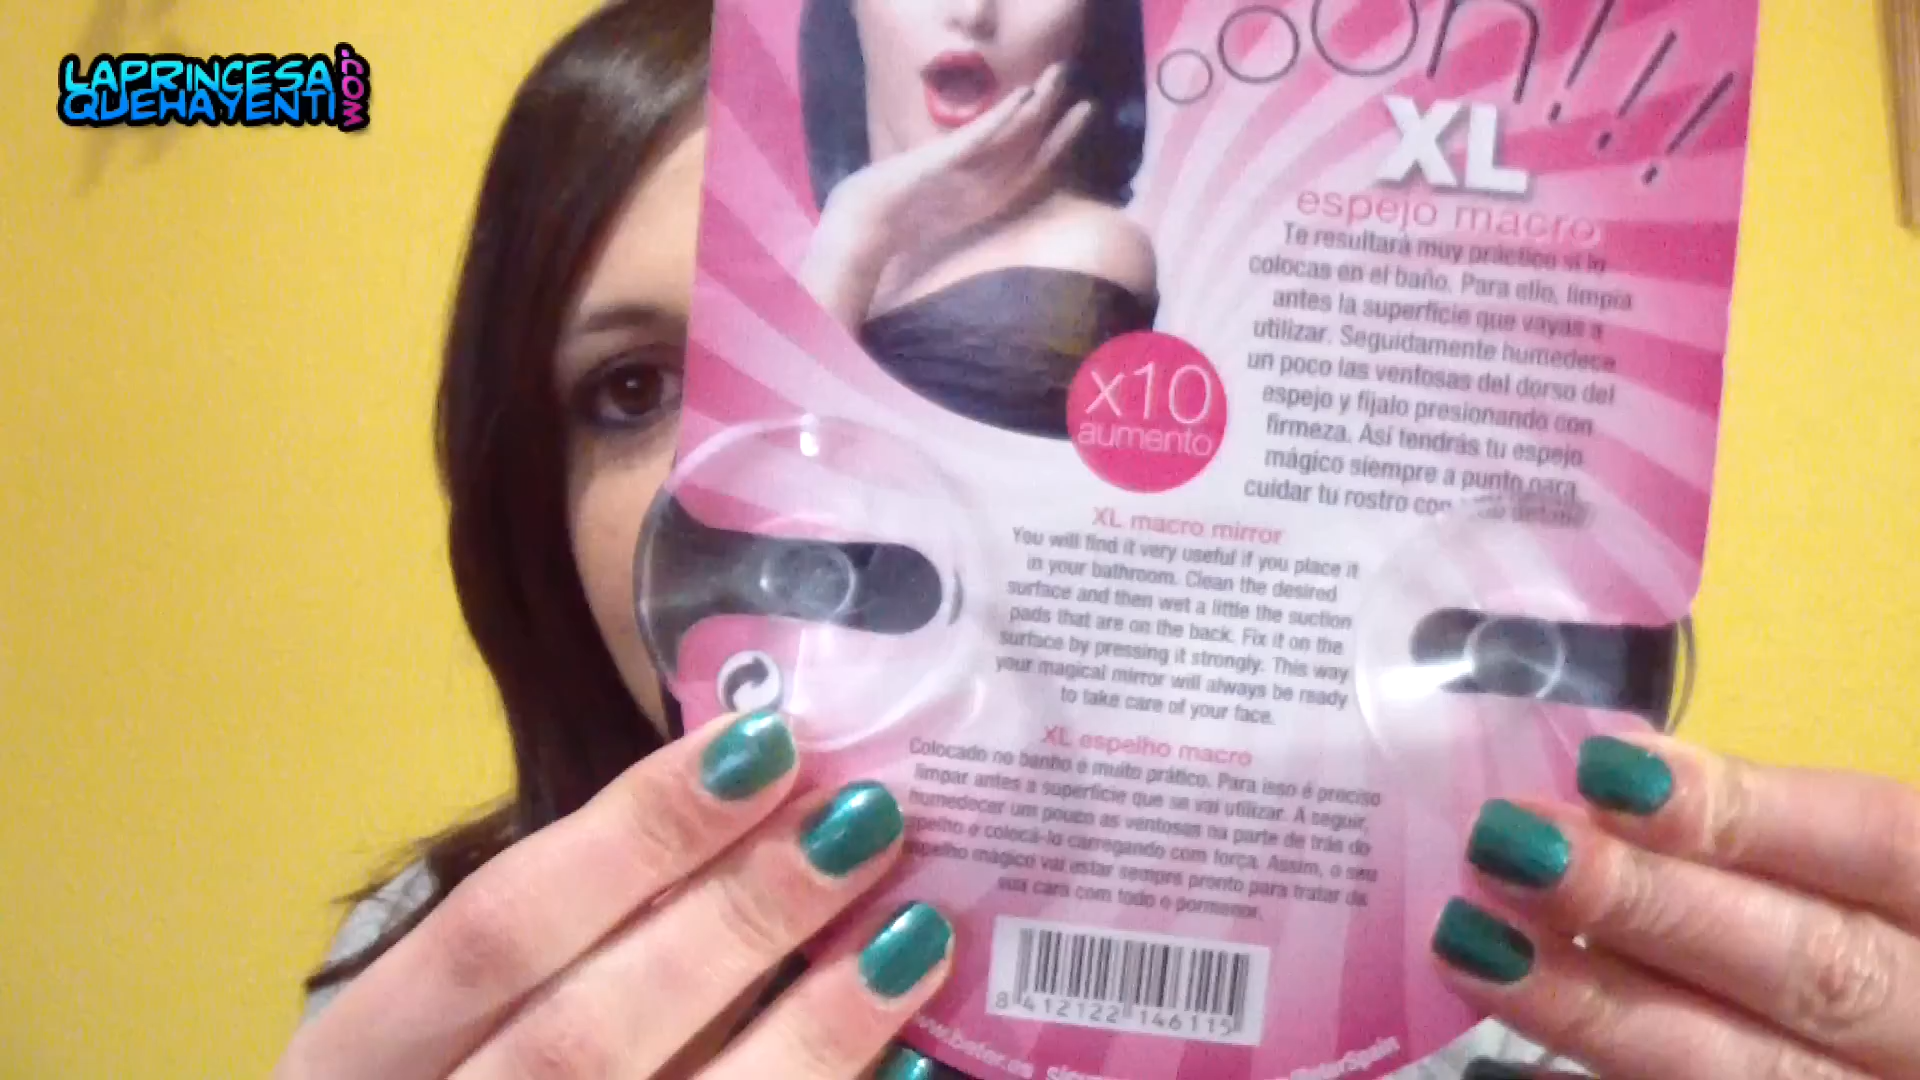 LAPRINCESA
QUEHAYENTI
.COM
ooOh!!!
XL
espejo macro
Te resultará muy práctico si lo
colocas en el baño. Para ello, limpia
antes la superficie que vayas a
utilizar. Seguidamente humedece
un poco las ventosas del dorso del
espejo y fíjalo presionando con
firmeza. Así tendrás tu espejo
mágico siempre a punto para
cuidar tu rostro con
x10
aumento
XL macro mirror
You will find it very useful if you place it
in your bathroom. Clean the desired
surface and then wet a little the suction
pads that are on the back. Fix it on the
surface by pressing it strongly. This way
your magical mirror will always be ready
to take care of your face.
XL espelho macro
Colocado no banho é muito prático. Para isso é preciso
limpar antes a superfície que se vai utilizar. A seguir,
humedecer um pouco as ventosas na parte de trás do
espelho e colocá-lo carregando com força. Assim, o seu
espelho mágico vai estar sempre pronto para tratar da
sua cara com todo o pormenor.
8 412122 146115
www.beter.es